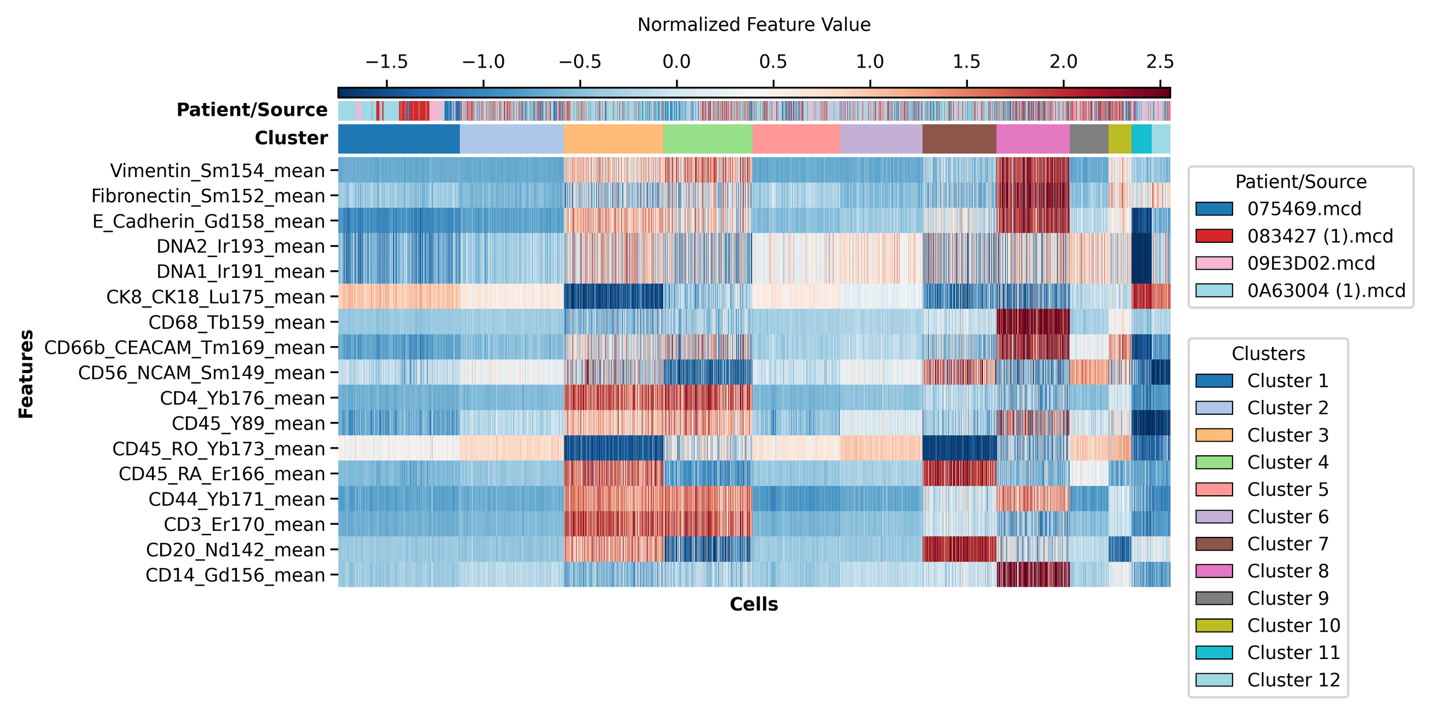 Normalized Feature Value
−1.5 −1.0 −0.5 0.0 0.5 1.0 1.5 2.0 2.5
Patient/Source
Cluster
Features
Vimentin_Sm154_mean
Fibronectin_Sm152_mean
E_Cadherin_Gd158_mean
DNA2_Ir193_mean
DNA1_Ir191_mean
CK8_CK18_Lu175_mean
CD68_Tb159_mean
CD66b_CEACAM_Tm169_mean
CD56_NCAM_Sm149_mean
CD4_Yb176_mean
CD45_Y89_mean
CD45_RO_Yb173_mean
CD45_RA_Er166_mean
CD44_Yb171_mean
CD3_Er170_mean
CD20_Nd142_mean
CD14_Gd156_mean
Cells
Patient/Source
075469.mcd
083427 (1).mcd
09E3D02.mcd
0A63004 (1).mcd
Clusters
Cluster 1
Cluster 2
Cluster 3
Cluster 4
Cluster 5
Cluster 6
Cluster 7
Cluster 8
Cluster 9
Cluster 10
Cluster 11
Cluster 12